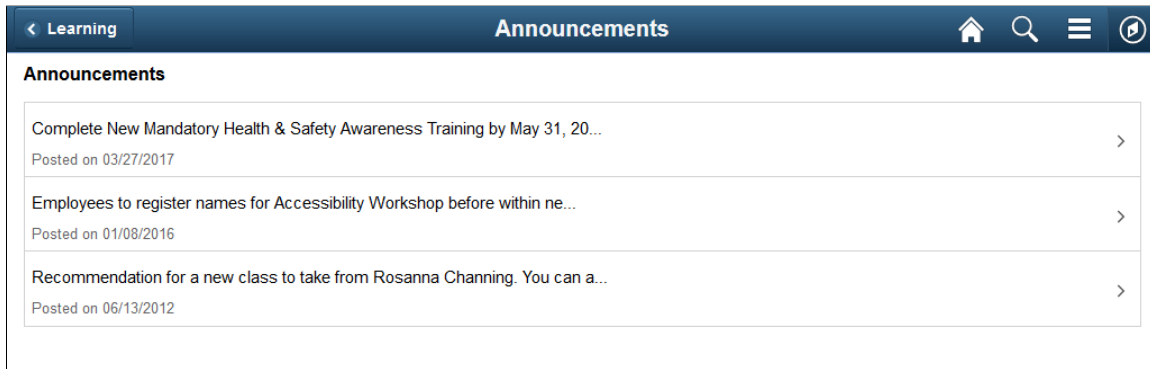 Learning
Announcements
Announcements
Complete New Mandatory Health & Safety Awareness Training by May 31, 20...
Posted on 03/27/2017
Employees to register names for Accessibility Workshop before within ne...
Posted on 01/08/2016
Recommendation for a new class to take from Rosanna Channing. You can a...
Posted on 06/13/2012